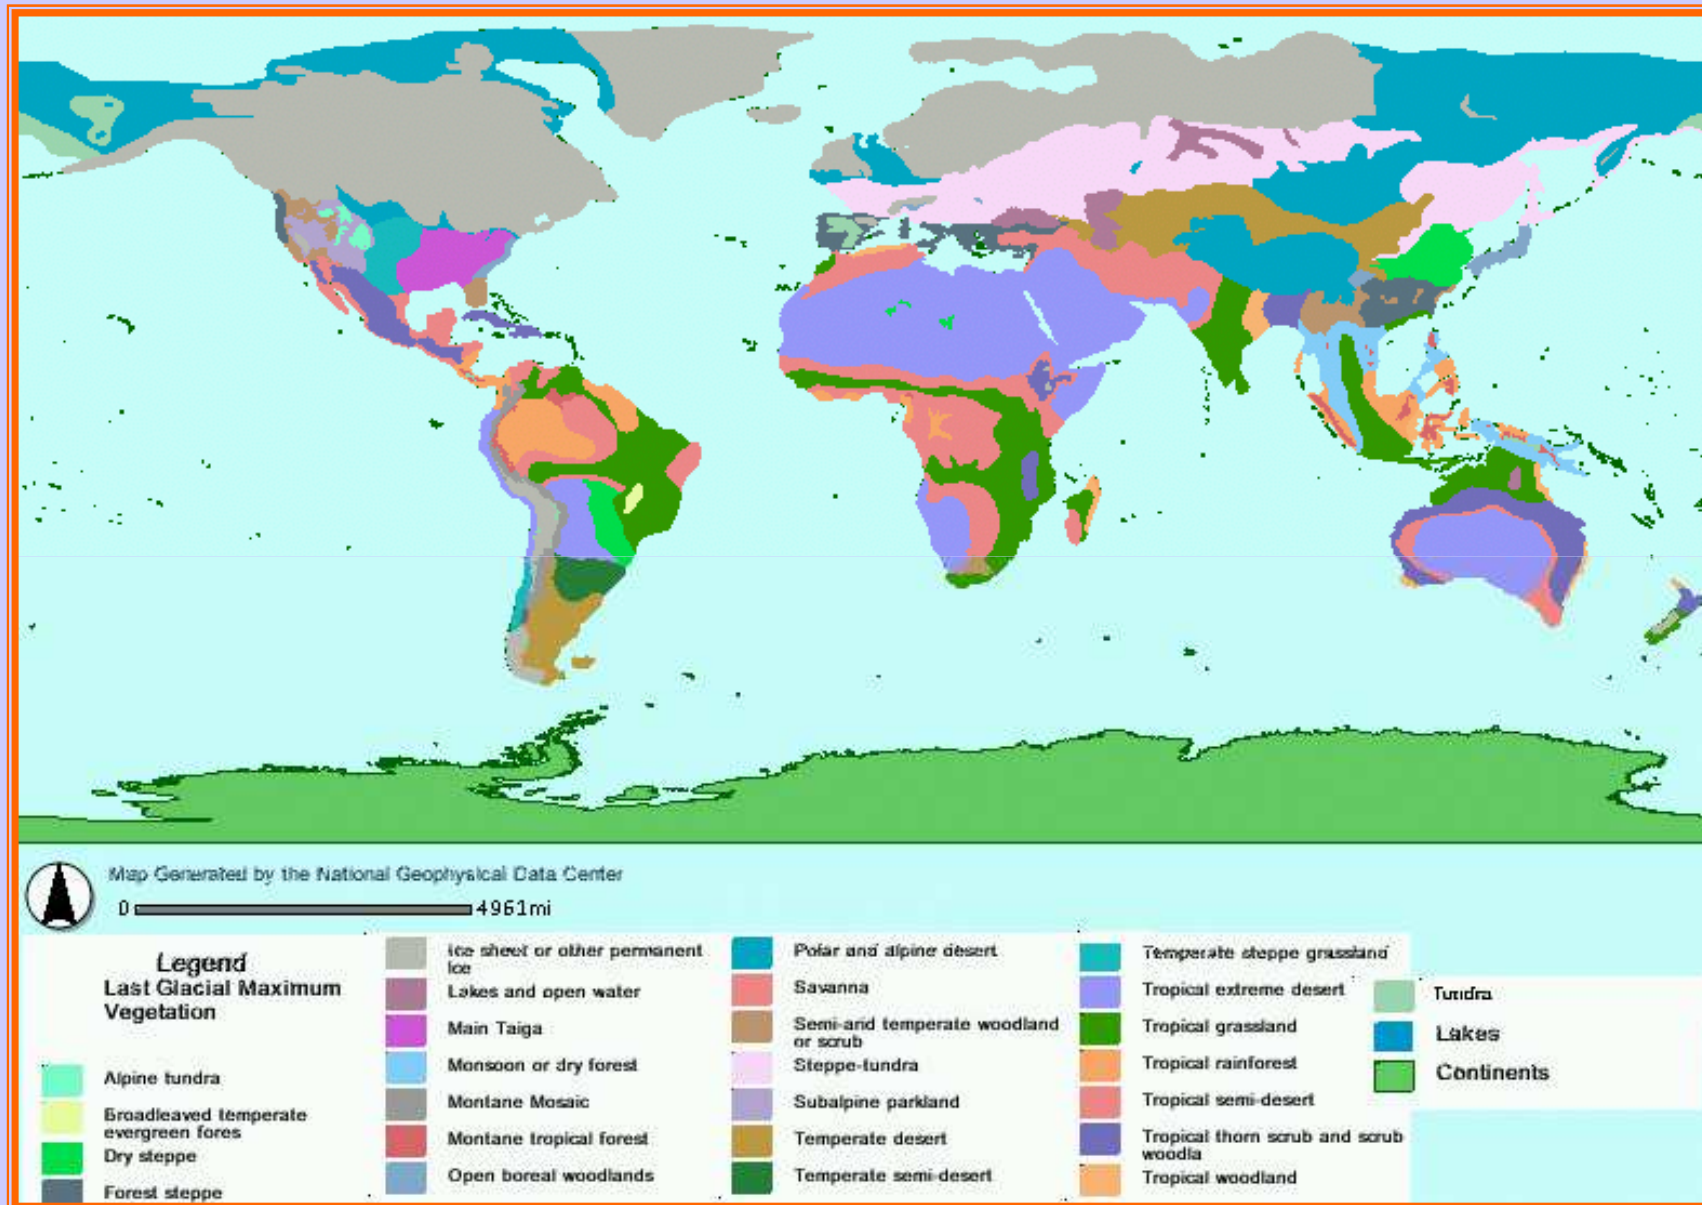 Map Generated by the National Geophysical Data Center
0 4961mi
Legend
Last Glacial Maximum
Vegetation
Alpine tundra
Broadleaved temperate
evergreen fores
Dry steppe
Forest steppe
Ice sheet or other permanent
Ice
Lakes and open water
Main Taiga
Monsoon or dry forest
Montane Mosaic
Montane tropical forest
Open boreal woodlands
Polar and alpine desert
Savanna
Semi-arid temperate woodland
or scrub
Steppe-tundra
Subalpine parkland
Temperate desert
Temperate semi-desert
Temperate steppe grassland
Tropical extreme desert
Tropical grassland
Tropical rainforest
Tropical semi-desert
Tropical thorn scrub and scrub
woodla
Tropical woodland
Tundra
Lakes
Continents